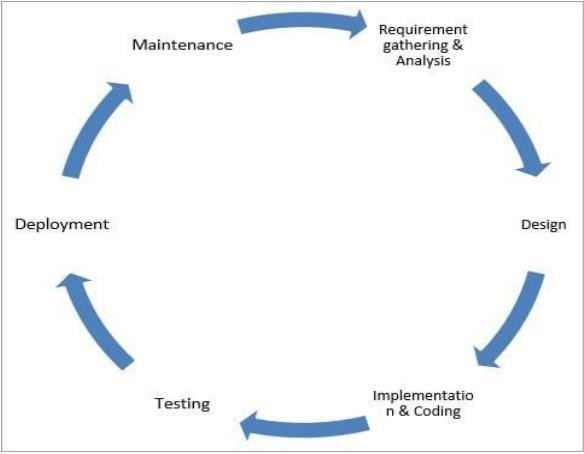 Maintenance
Requirement
gathering &
Analysis
Deployment
Design
Testing
Implementatio
n & Coding